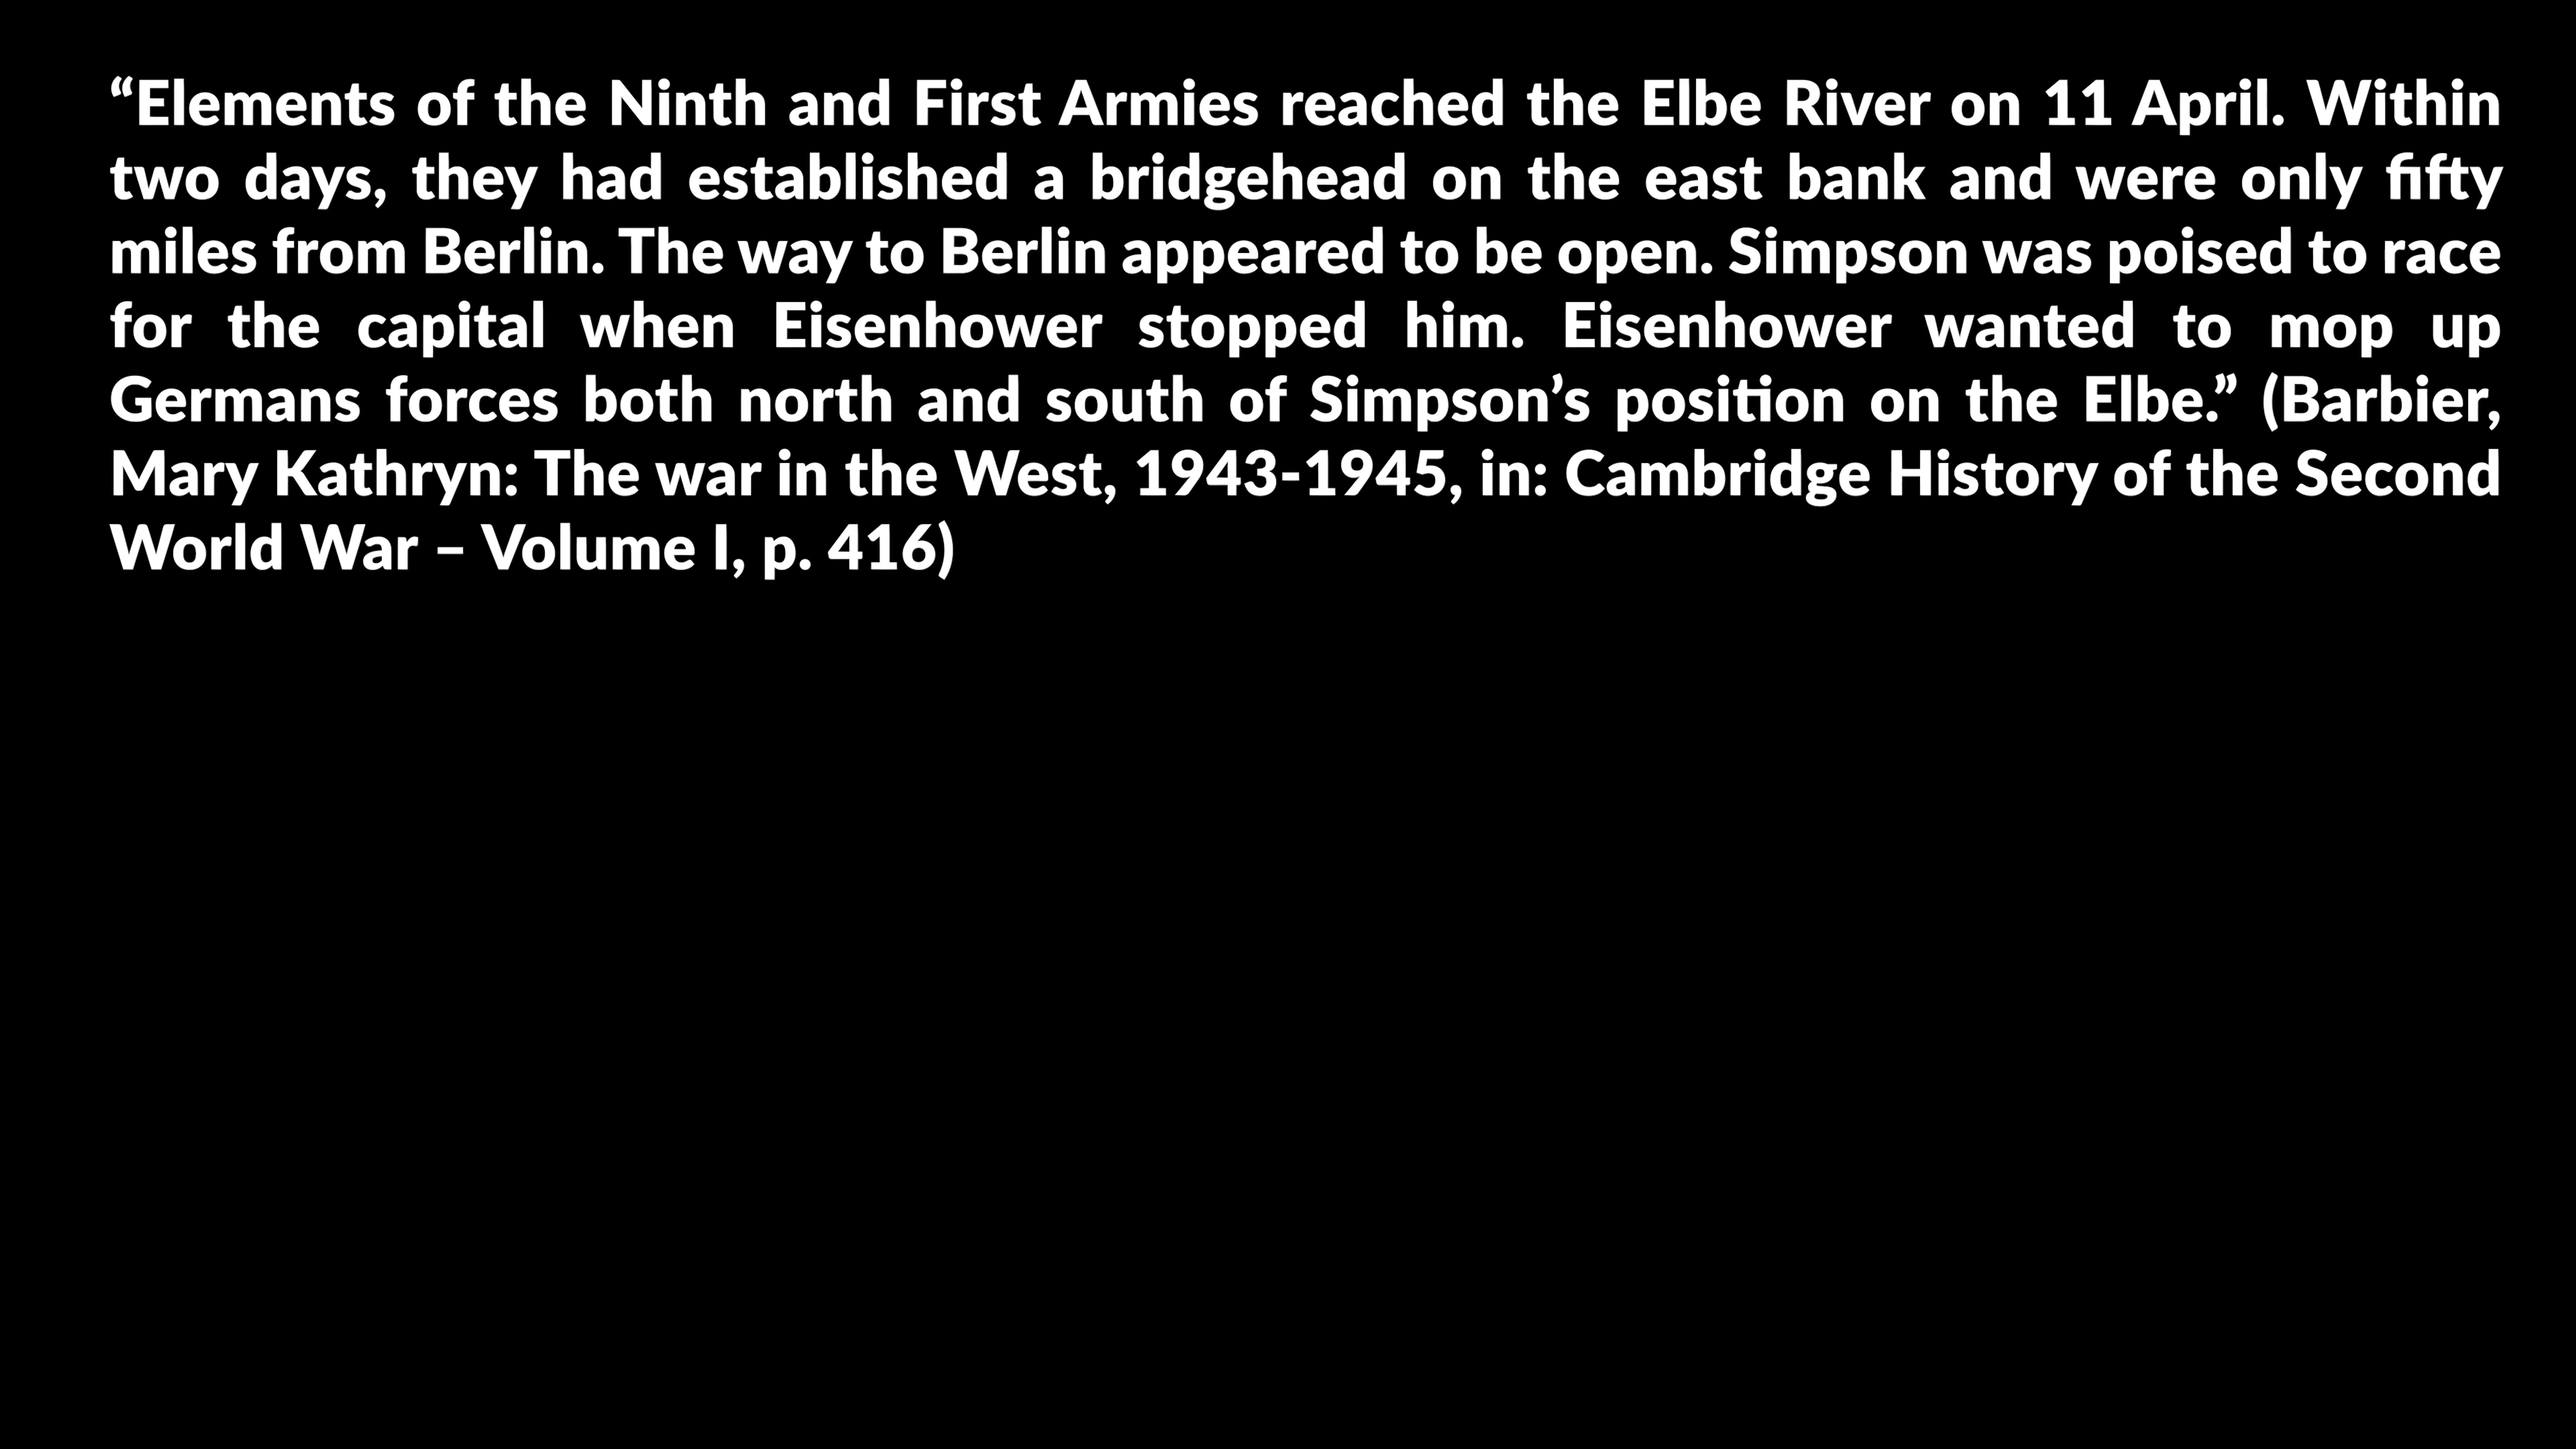 “Elements of the Ninth and First Armies reached the Elbe River on 11 April. Within
two days, they had established a bridgehead on the east bank and were only fifty
miles from Berlin. The way to Berlin appeared to be open. Simpson was poised to race
for the capital when Eisenhower stopped him. Eisenhower wanted to mop up
Germans forces both north and south of Simpson’s position on the Elbe.” (Barbier,
Mary Kathryn: The war in the West, 1943-1945, in: Cambridge History of the Second
World War – Volume I, p. 416)